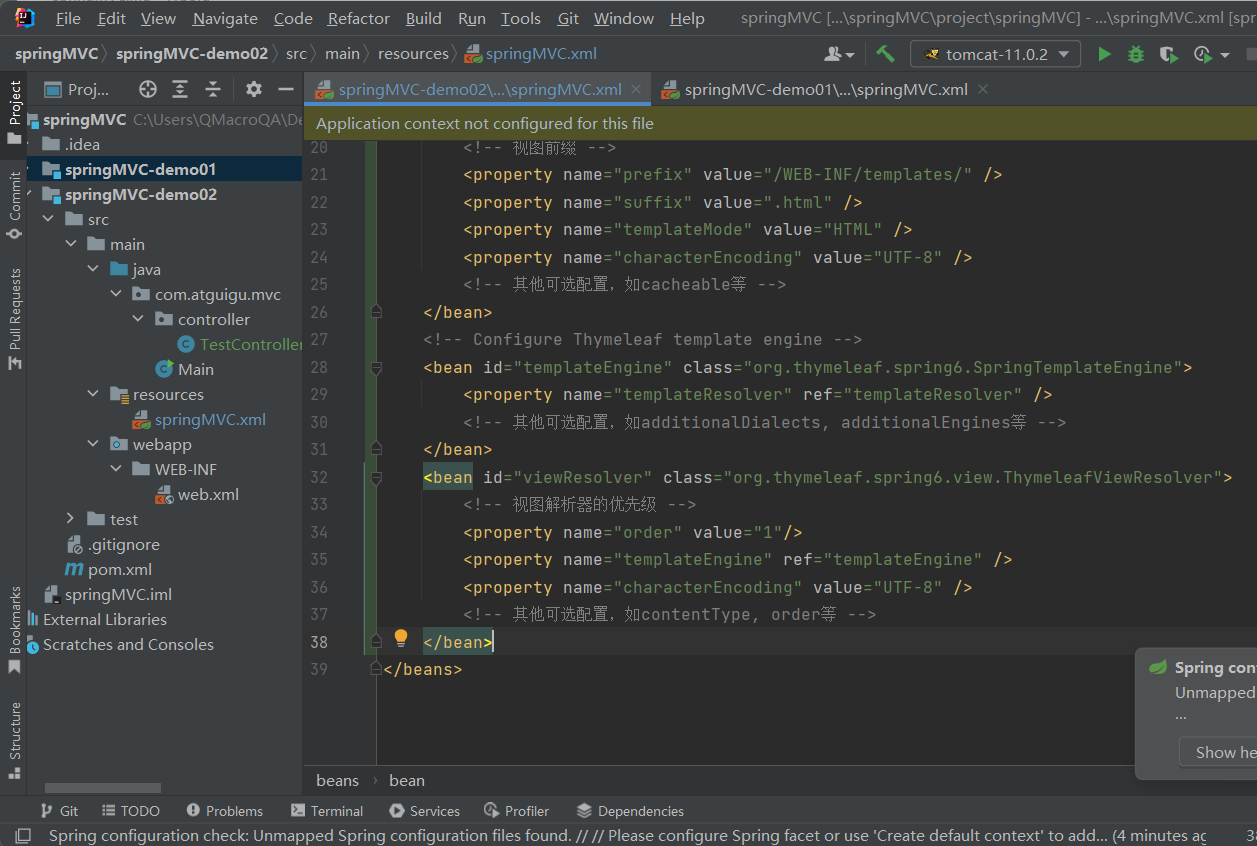 File Edit View Navigate Code Refactor Build Run Tools Git Window Help springMVC [...\springMVC\project\springMVC] - ...\springMVC.xml [spr
springMVC springMVC-demo02 src main resources springMVC.xml tomcat-11.0.2
Project
Commit
Pull Requests
Bookmarks
Structure
Proj...
springMVC C:\Users\QMacroQA\De
.idea
springMVC-demo01
springMVC-demo02
src
main
java
com.atguigu.mvc
controller
TestController
Main
resources
springMVC.xml
webapp
WEB-INF
web.xml
test
.gitignore
pom.xml
springMVC.iml
External Libraries
Scratches and Consoles
springMVC-demo02\...\springMVC.xml springMVC-demo01\...\springMVC.xml
Application context not configured for this file
20 <!-- 视图前缀 -->
21 <property name="prefix" value="/WEB-INF/templates/" />
22 <property name="suffix" value=".html" />
23 <property name="templateMode" value="HTML" />
24 <property name="characterEncoding" value="UTF-8" />
25 <!-- 其他可选配置，如cacheable等 -->
26 </bean>
27 <!-- Configure Thymeleaf template engine -->
28 <bean id="templateEngine" class="org.thymeleaf.spring6.SpringTemplateEngine">
29 <property name="templateResolver" ref="templateResolver" />
30 <!-- 其他可选配置，如additionalDialects, additionalEngines等 -->
31 </bean>
32 <bean id="viewResolver" class="org.thymeleaf.spring6.view.ThymeleafViewResolver">
33 <!-- 视图解析器的优先级 -->
34 <property name="order" value="1"/>
35 <property name="templateEngine" ref="templateEngine" />
36 <property name="characterEncoding" value="UTF-8" />
37 <!-- 其他可选配置，如contentType, order等 -->
38 </bean>
39 </beans>
Spring con
Unmapped
...
Show he
beans bean
Git TODO Problems Terminal Services Profiler Dependencies
Spring configuration check: Unmapped Spring configuration files found. // // Please configure Spring facet or use 'Create default context' to add... (4 minutes ag 38